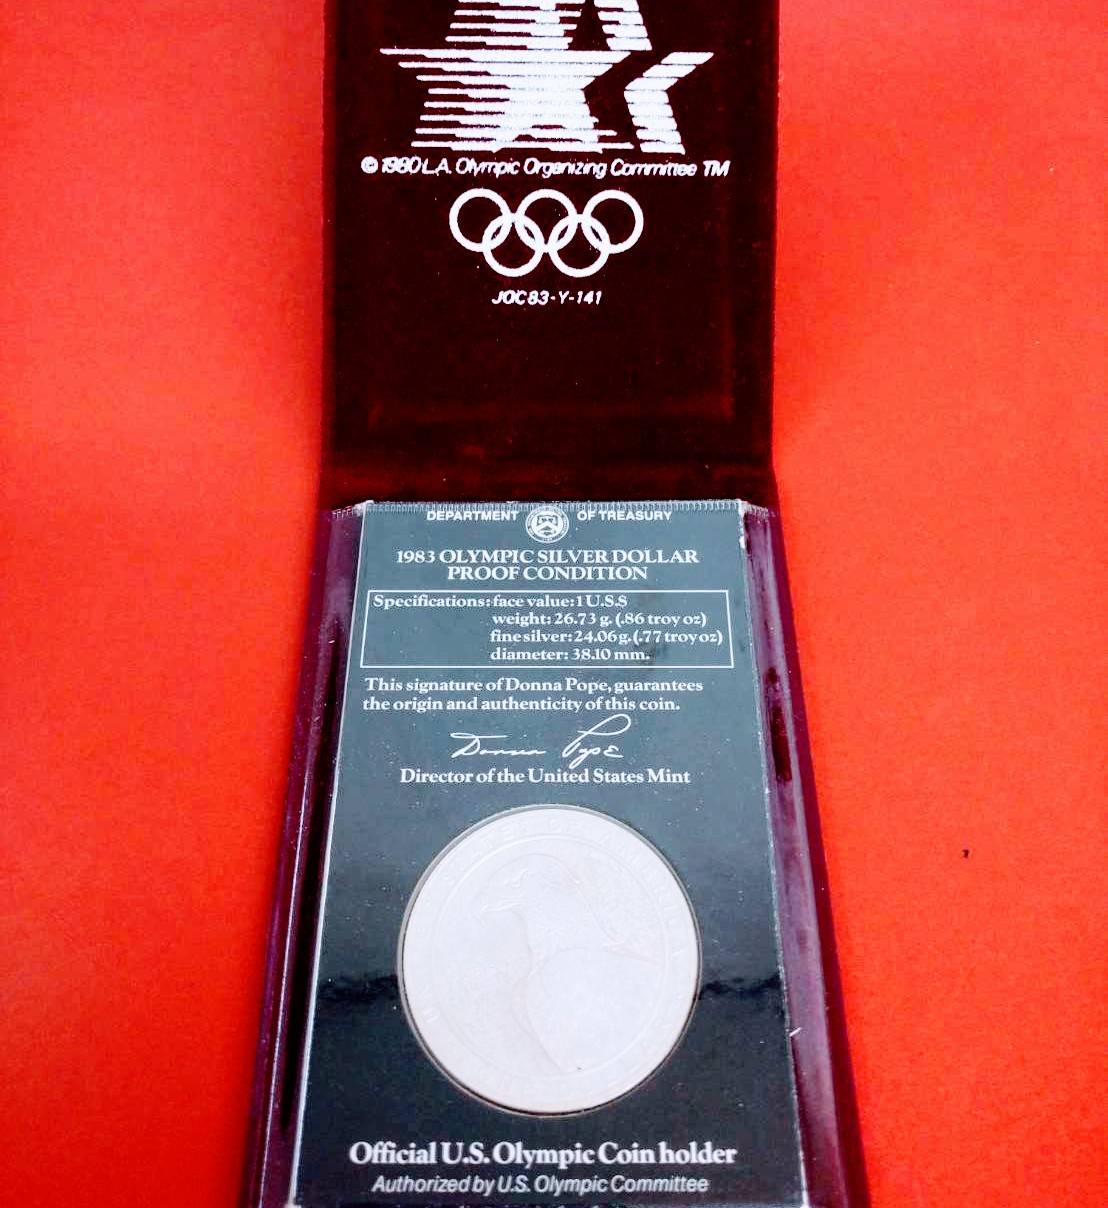 © 1980 L.A. Olympic Organizing Committee TM
JOC83-Y-141
DEPARTMENT OF TREASURY
1983 OLYMPIC SILVER DOLLAR
PROOF CONDITION
Specifications: face value: 1 U.S.$
weight: 26.73 g. (.86 troy oz)
fine silver: 24.06 g. (.77 troy oz)
diameter: 38.10 mm.
This signature of Donna Pope, guarantees
the origin and authenticity of this coin.
Donna Pope
Director of the United States Mint
Official U.S. Olympic Coin holder
Authorized by U.S. Olympic Committee